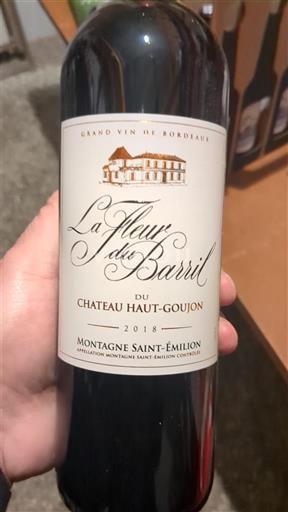 GRAND VIN DE BORDEAUX
La Fleur
du Barril
DU
CHATEAU HAUT-GOUJON
2018
MONTAGNE SAINT-ÉMILION
APPELLATION MONTAGNE SAINT-ÉMILION CONTRÔLÉE